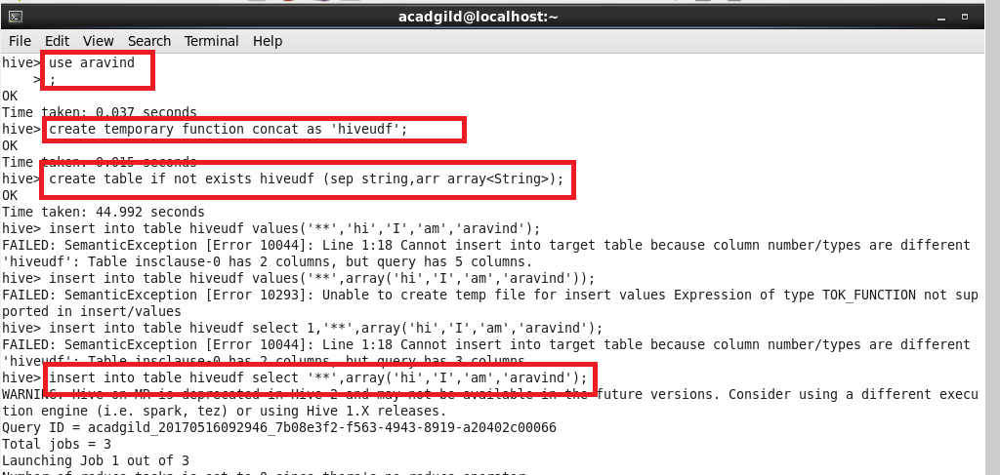 acadgild@localhost:~
File Edit View Search Terminal Help
hive> use aravind
    > ;
OK
Time taken: 0.037 seconds
hive> create temporary function concat as 'hiveudf';
OK
Time taken: 0.015 seconds
hive> create table if not exists hiveudf (sep string,arr array<String>);
OK
Time taken: 44.992 seconds
hive> insert into table hiveudf values('**','hi','I','am','aravind');
FAILED: SemanticException [Error 10044]: Line 1:18 Cannot insert into target table because column number/types are different
'hiveudf': Table insclause-0 has 2 columns, but query has 5 columns.
hive> insert into table hiveudf values('**',array('hi','I','am','aravind'));
FAILED: SemanticException [Error 10293]: Unable to create temp file for insert values Expression of type TOK_FUNCTION not sup
ported in insert/values
hive> insert into table hiveudf select 1,'**',array('hi','I','am','aravind');
FAILED: SemanticException [Error 10044]: Line 1:18 Cannot insert into target table because column number/types are different
'hiveudf': Table insclause-0 has 2 columns, but query has 3 columns.
hive> insert into table hiveudf select '**',array('hi','I','am','aravind');
WARNING: Hive-on-MR is deprecated in Hive 2 and may not be available in the future versions. Consider using a different execu
tion engine (i.e. spark, tez) or using Hive 1.X releases.
Query ID = acadgild_20170516092946_7b08e3f2-f563-4943-8919-a20402c00066
Total jobs = 3
Launching Job 1 out of 3
Number of reduce tasks is set to 0 since there's no reduce operator